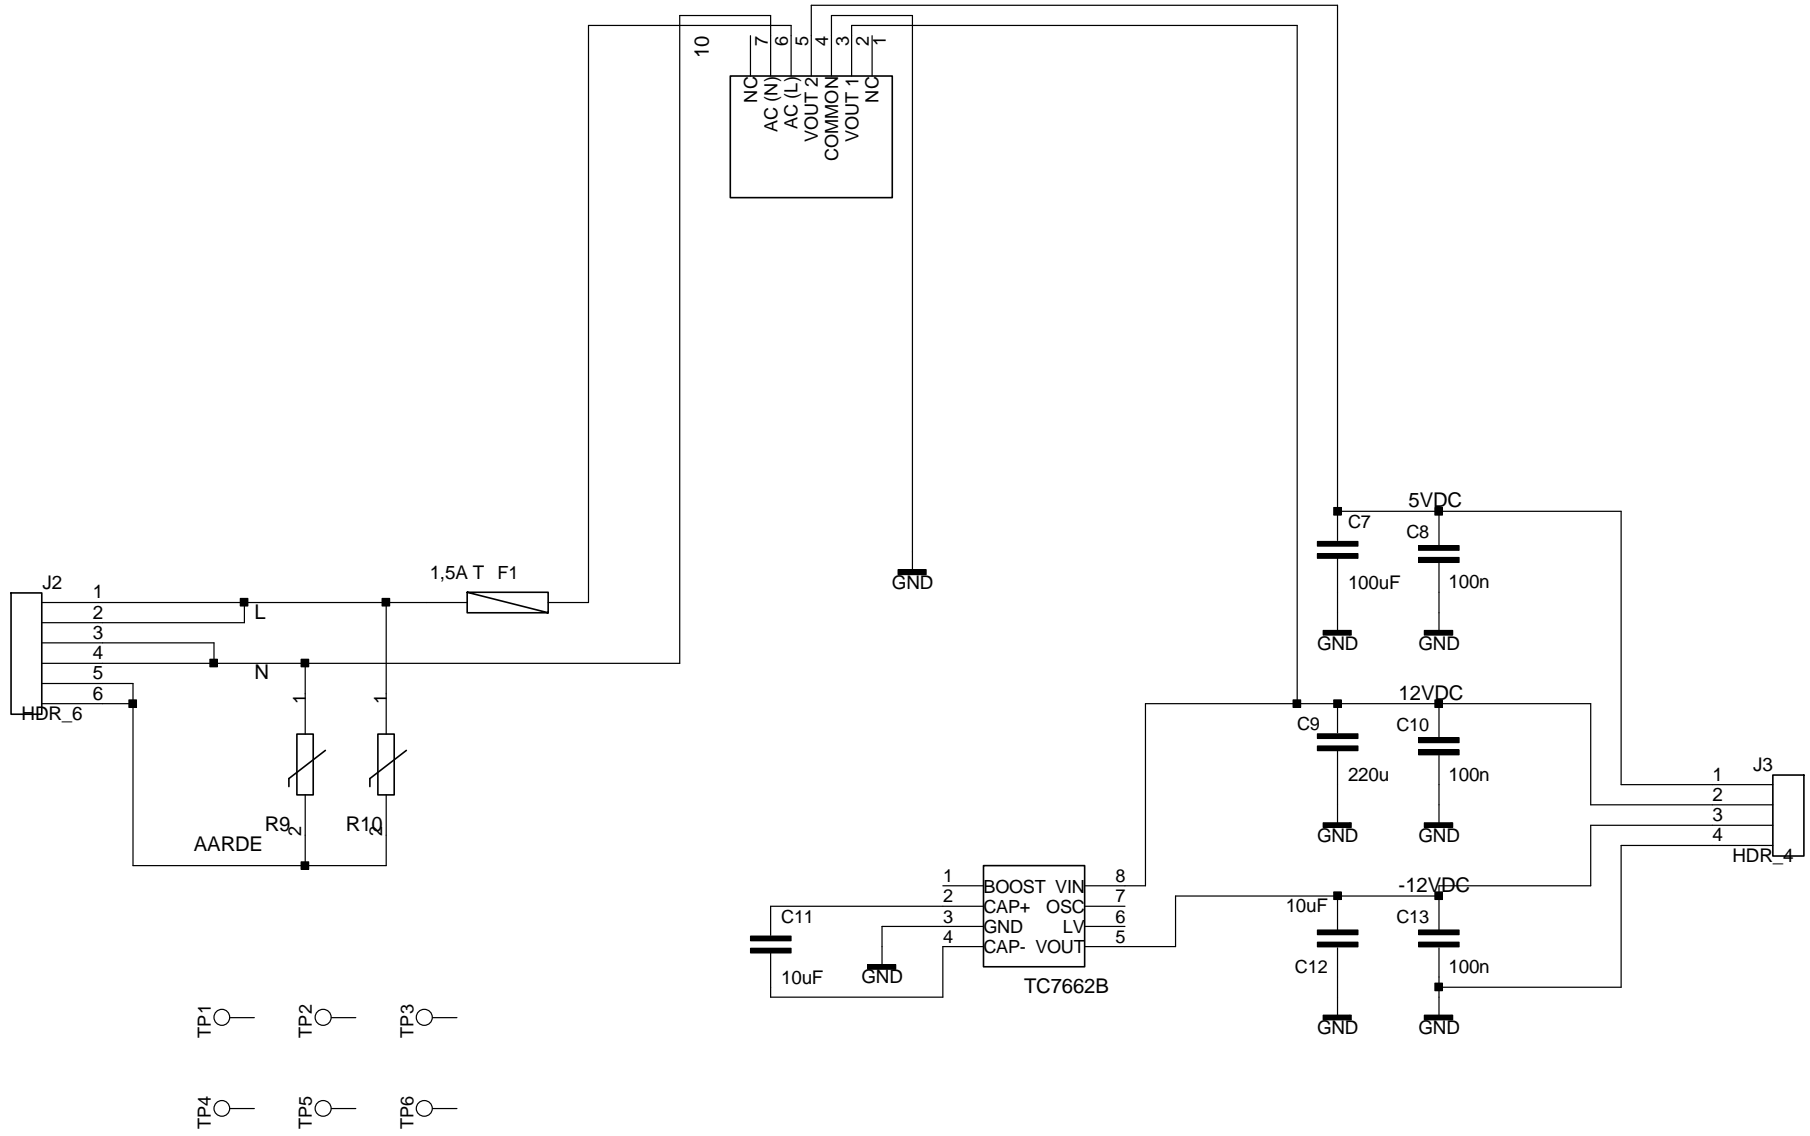 10
7
6
5
4
3
2
1
NC
AC (N)
AC (L)
VOUT 2
COMMON
VOUT 1
NC
GND
5VDC
C7
C8
100uF
100n
GND
GND
J2
1
2
3
4
5
6
HDR_6
L
N
1,5A T F1
1
1
R9
2
R10
2
AARDE
12VDC
C9
C10
220u
100n
GND
GND
J3
1
2
3
4
HDR_4
1 BOOST VIN 8
2 CAP+ OSC 7
3 GND LV 6
4 CAP- VOUT 5
TC7662B
C11
10uF
GND
-12VDC
10uF
C13
C12
100n
GND
GND
TP1
TP2
TP3
TP4
TP5
TP6